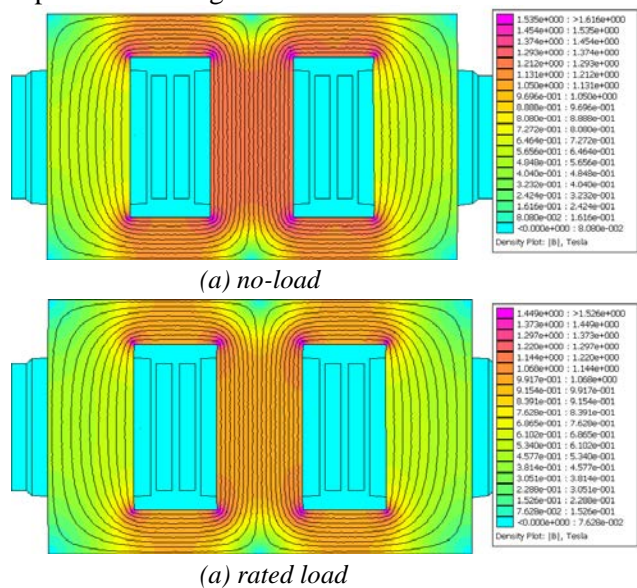 1.535e+000 : >1.616e+000
1.454e+000 : 1.535e+000
1.374e+000 : 1.454e+000
1.293e+000 : 1.374e+000
1.212e+000 : 1.293e+000
1.131e+000 : 1.212e+000
1.050e+000 : 1.131e+000
9.696e-001 : 1.050e+000
8.888e-001 : 9.696e-001
8.080e-001 : 8.888e-001
7.272e-001 : 8.080e-001
6.464e-001 : 7.272e-001
5.656e-001 : 6.464e-001
4.848e-001 : 5.656e-001
4.040e-001 : 4.848e-001
3.232e-001 : 4.040e-001
2.424e-001 : 3.232e-001
1.616e-001 : 2.424e-001
8.080e-002 : 1.616e-001
<0.000e+000 : 8.080e-002
Density Plot: |B|, Tesla
(a) no-load
1.449e+000 : >1.526e+000
1.373e+000 : 1.449e+000
1.297e+000 : 1.373e+000
1.220e+000 : 1.297e+000
1.144e+000 : 1.220e+000
1.068e+000 : 1.144e+000
9.917e-001 : 1.068e+000
9.154e-001 : 9.917e-001
8.391e-001 : 9.154e-001
7.628e-001 : 8.391e-001
6.865e-001 : 7.628e-001
6.102e-001 : 6.865e-001
5.340e-001 : 6.102e-001
4.577e-001 : 5.340e-001
3.814e-001 : 4.577e-001
3.051e-001 : 3.814e-001
2.288e-001 : 3.051e-001
1.526e-001 : 2.288e-001
7.628e-002 : 1.526e-001
<0.000e+000 : 7.628e-002
Density Plot: |B|, Tesla
(a) rated load